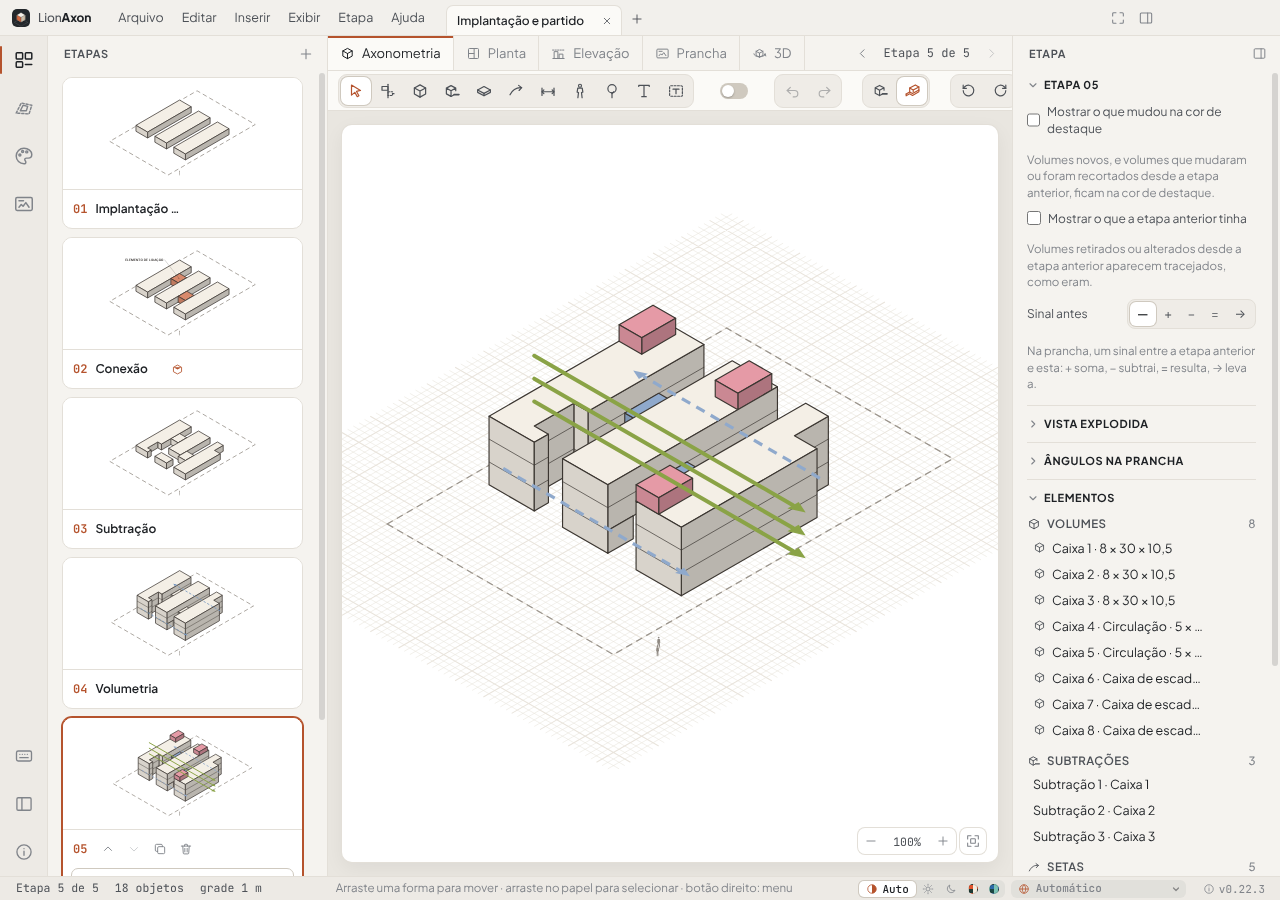 LionAxon
Arquivo Editar Inserir Exibir Etapa Ajuda
Implantação e partido
ETAPAS
Axonometria Planta Elevação Prancha 3D
Etapa 5 de 5
ETAPA
01 Implantação …
ELEMENTO DE LIGAÇÃO
02 Conexão
03 Subtração
04 Volumetria
05
100%
ETAPA 05
Mostrar o que mudou na cor de
destaque
Volumes novos, e volumes que mudaram
ou foram recortados desde a etapa
anterior, ficam na cor de destaque.
Mostrar o que a etapa anterior tinha
Volumes retirados ou alterados desde a
etapa anterior aparecem tracejados,
como eram.
Sinal antes — + − = →
Na prancha, um sinal entre a etapa anterior
e esta: + soma, − subtrai, = resulta, → leva
a.
VISTA EXPLODIDA
ÂNGULOS NA PRANCHA
ELEMENTOS
VOLUMES 8
Caixa 1 · 8 × 30 × 10,5
Caixa 2 · 8 × 30 × 10,5
Caixa 3 · 8 × 30 × 10,5
Caixa 4 · Circulação · 5 × …
Caixa 5 · Circulação · 5 × …
Caixa 6 · Caixa de escad…
Caixa 7 · Caixa de escad…
Caixa 8 · Caixa de escad…
SUBTRAÇÕES 3
Subtração 1 · Caixa 1
Subtração 2 · Caixa 2
Subtração 3 · Caixa 3
SETAS 5
Etapa 5 de 5 18 objetos grade 1 m
Arraste uma forma para mover · arraste no papel para selecionar · botão direito: menu
Auto
Automático
v0.22.3